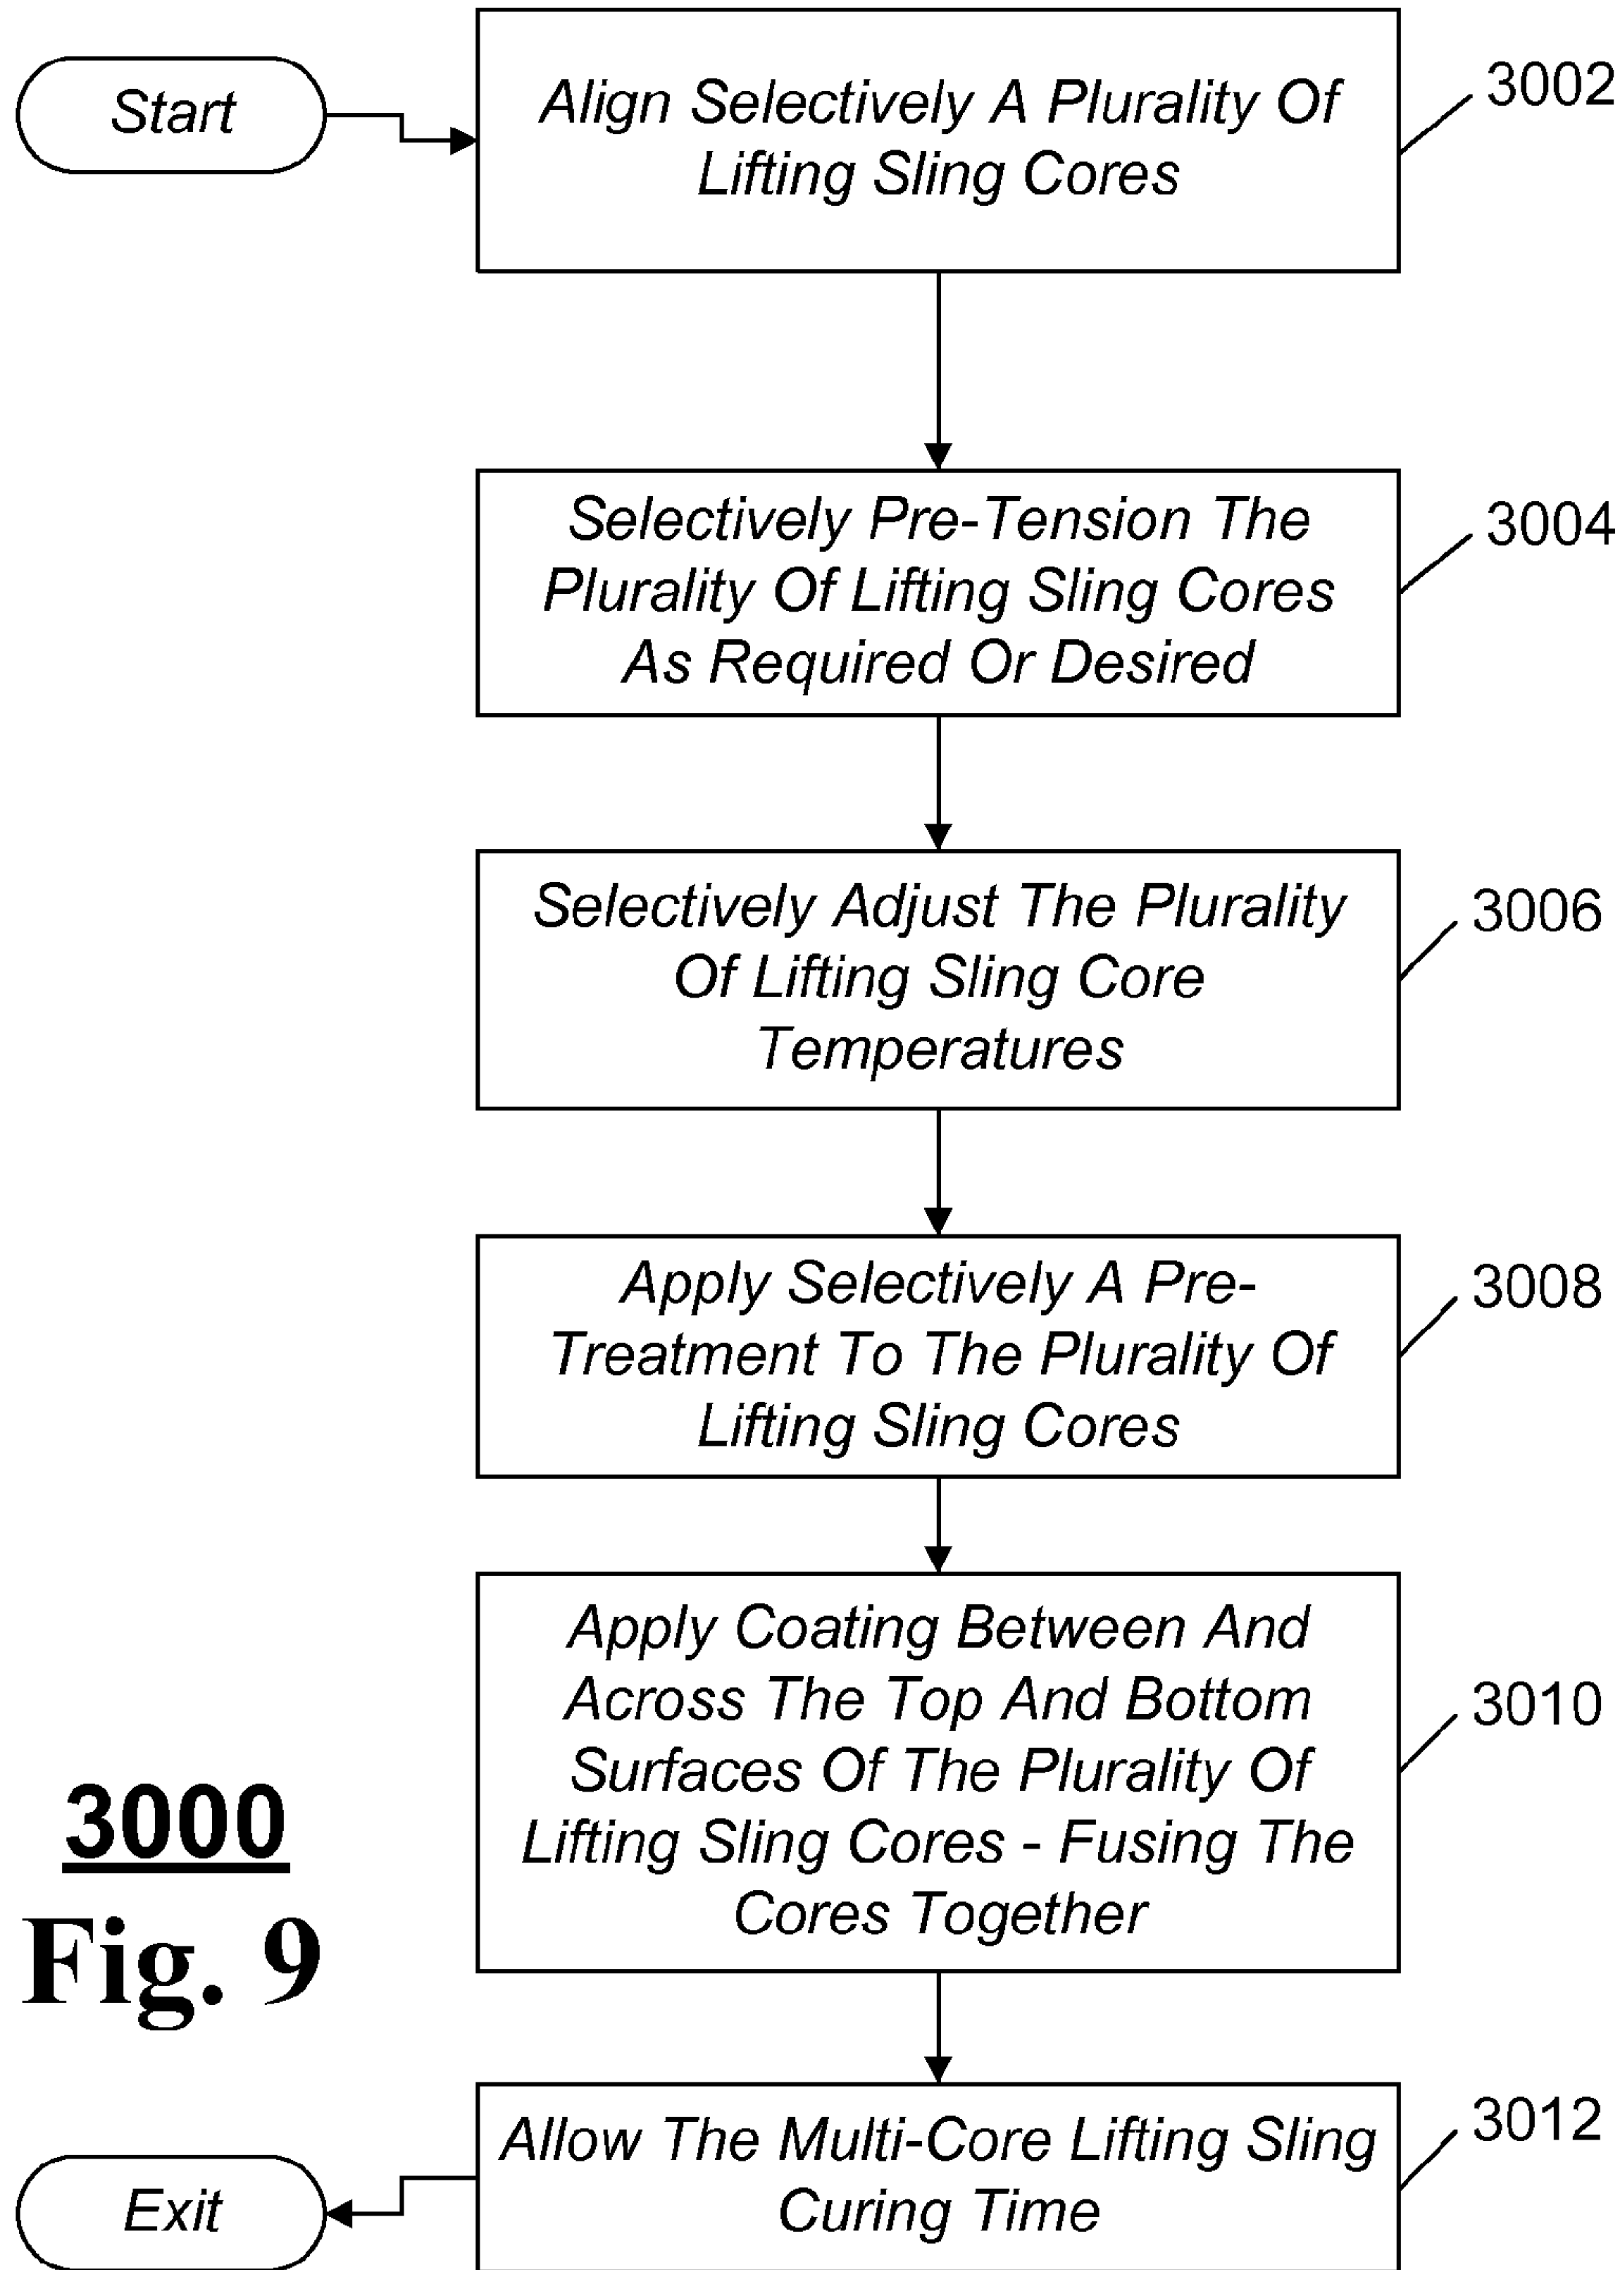 Start
Align Selectively A Plurality Of
Lifting Sling Cores
3002
Selectively Pre-Tension The
Plurality Of Lifting Sling Cores
As Required Or Desired
3004
Selectively Adjust The Plurality
Of Lifting Sling Core
Temperatures
3006
Apply Selectively A Pre-
Treatment To The Plurality Of
Lifting Sling Cores
3008
Apply Coating Between And
Across The Top And Bottom
Surfaces Of The Plurality Of
Lifting Sling Cores - Fusing The
Cores Together
3010
Allow The Multi-Core Lifting Sling
Curing Time
3012
Exit
3000
Fig. 9